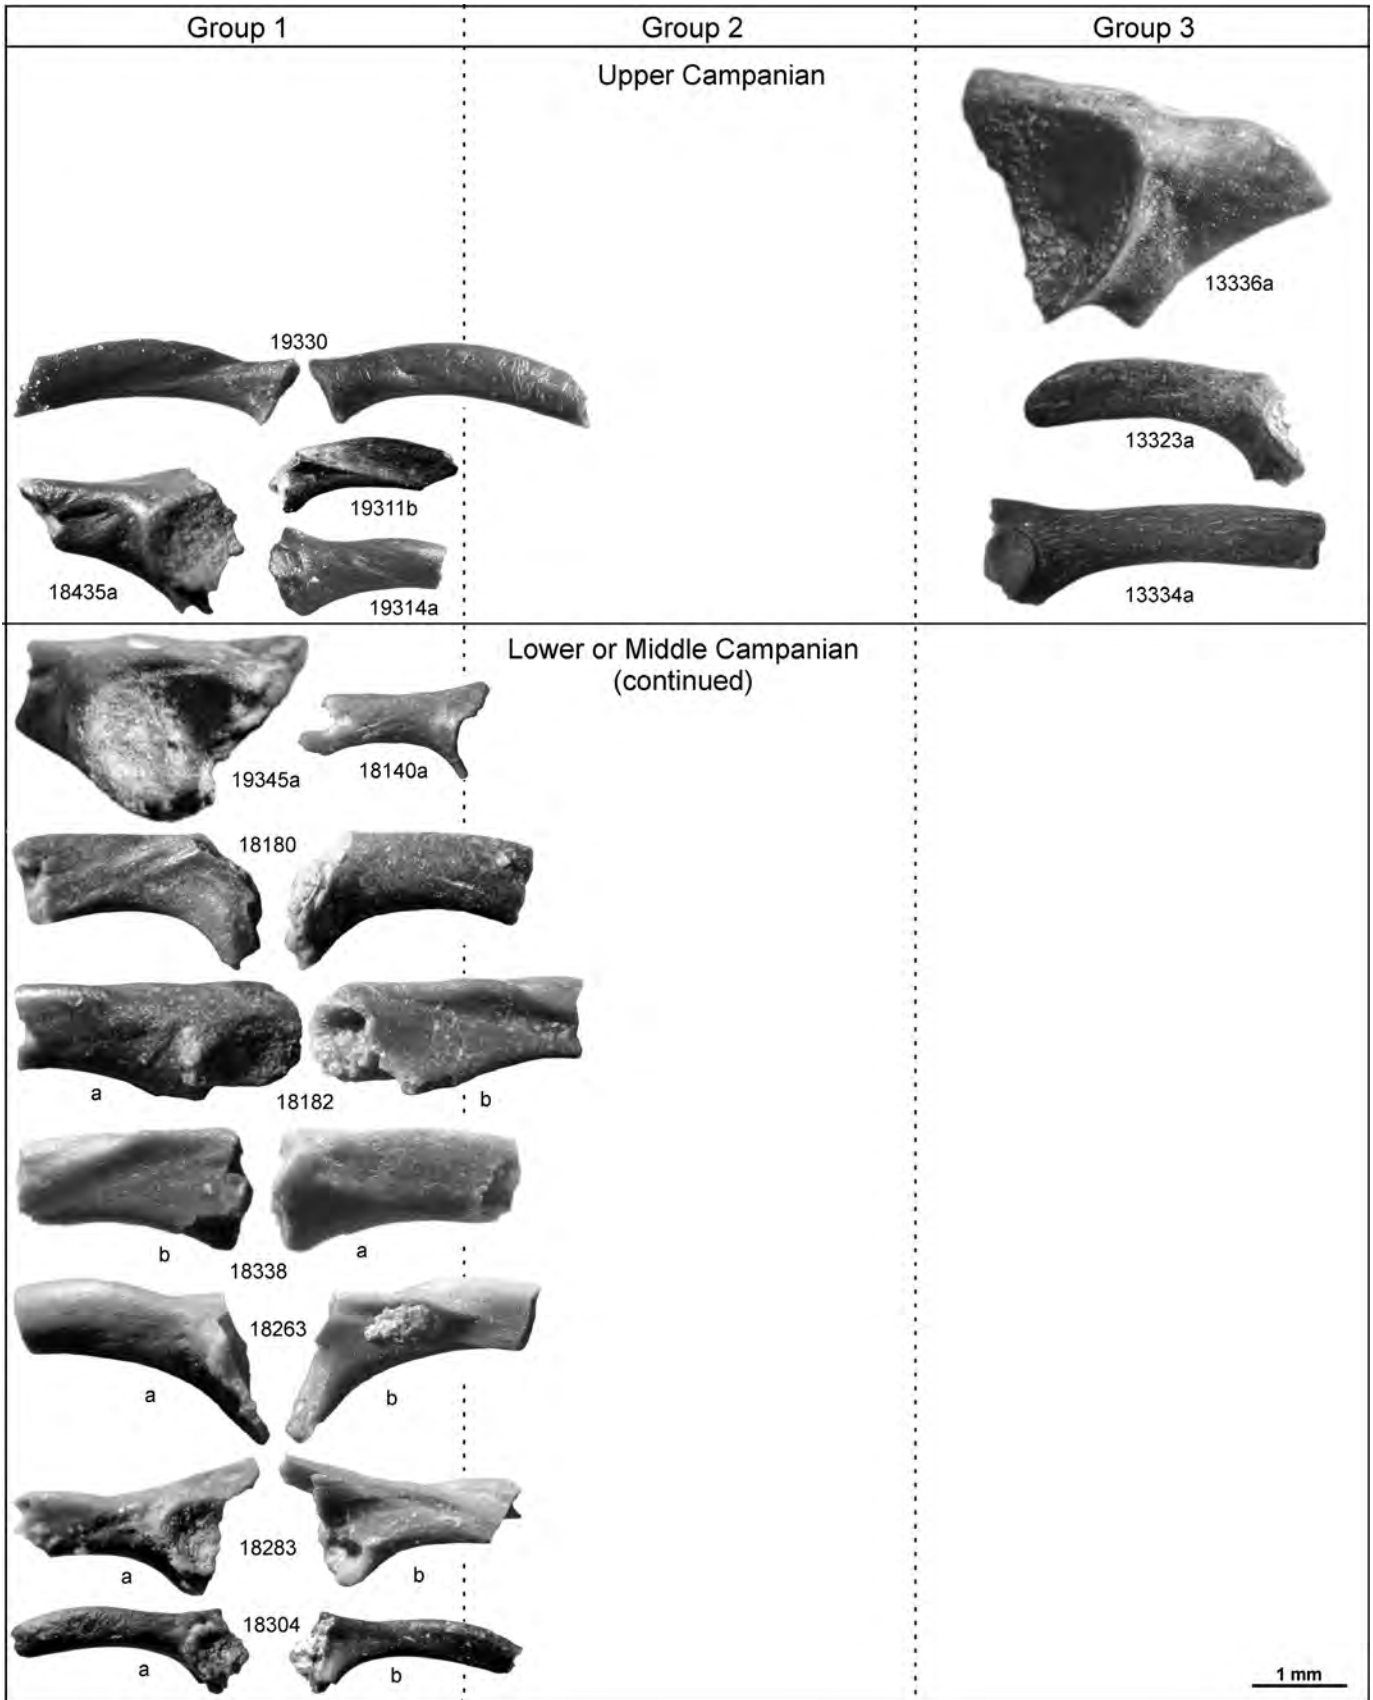 Group 1
Group 2
Group 3
Upper Campanian
13336a
19330
13323a
19311b
18435a
19314a
13334a
Lower or Middle Campanian
(continued)
19345a
18140a
18180
a
18182
b
b
18338
a
18263
a
b
18283
a
b
18304
a
b
1 mm